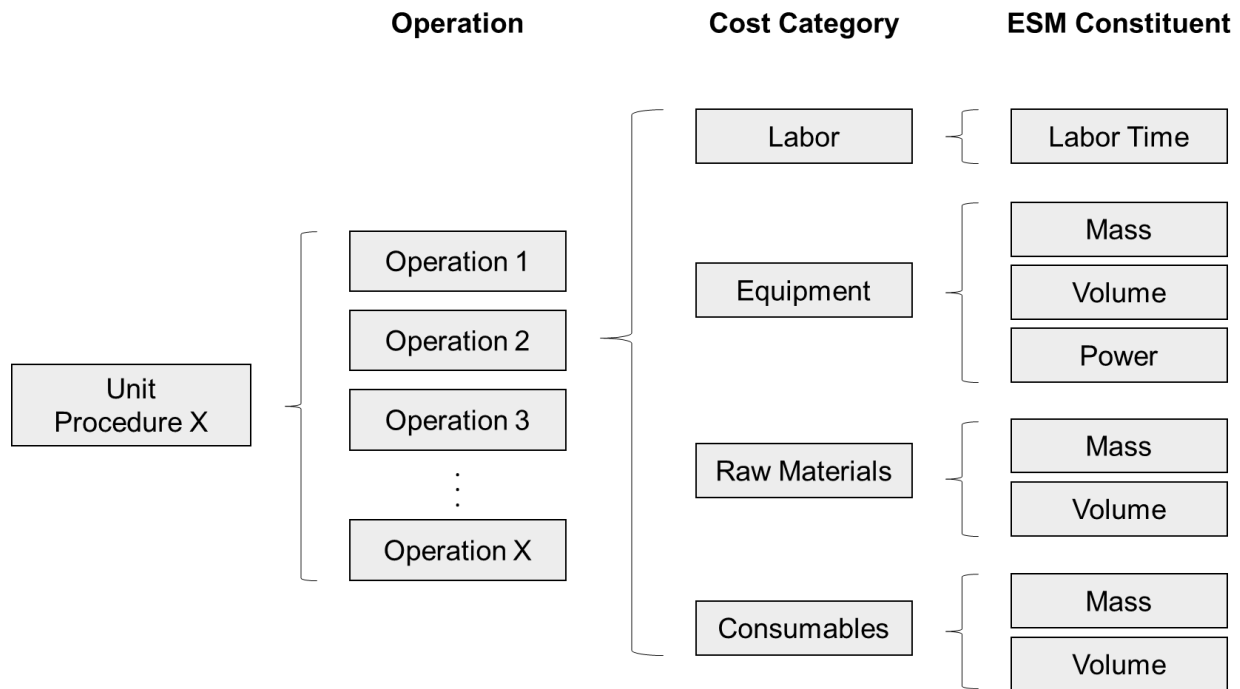 Operation
Cost Category
ESM Constituent
Unit
Procedure X
Operation 1
Operation 2
Operation 3
⋮
Operation X
Labor
Equipment
Raw Materials
Consumables
Labor Time
Mass
Volume
Power
Mass
Volume
Mass
Volume